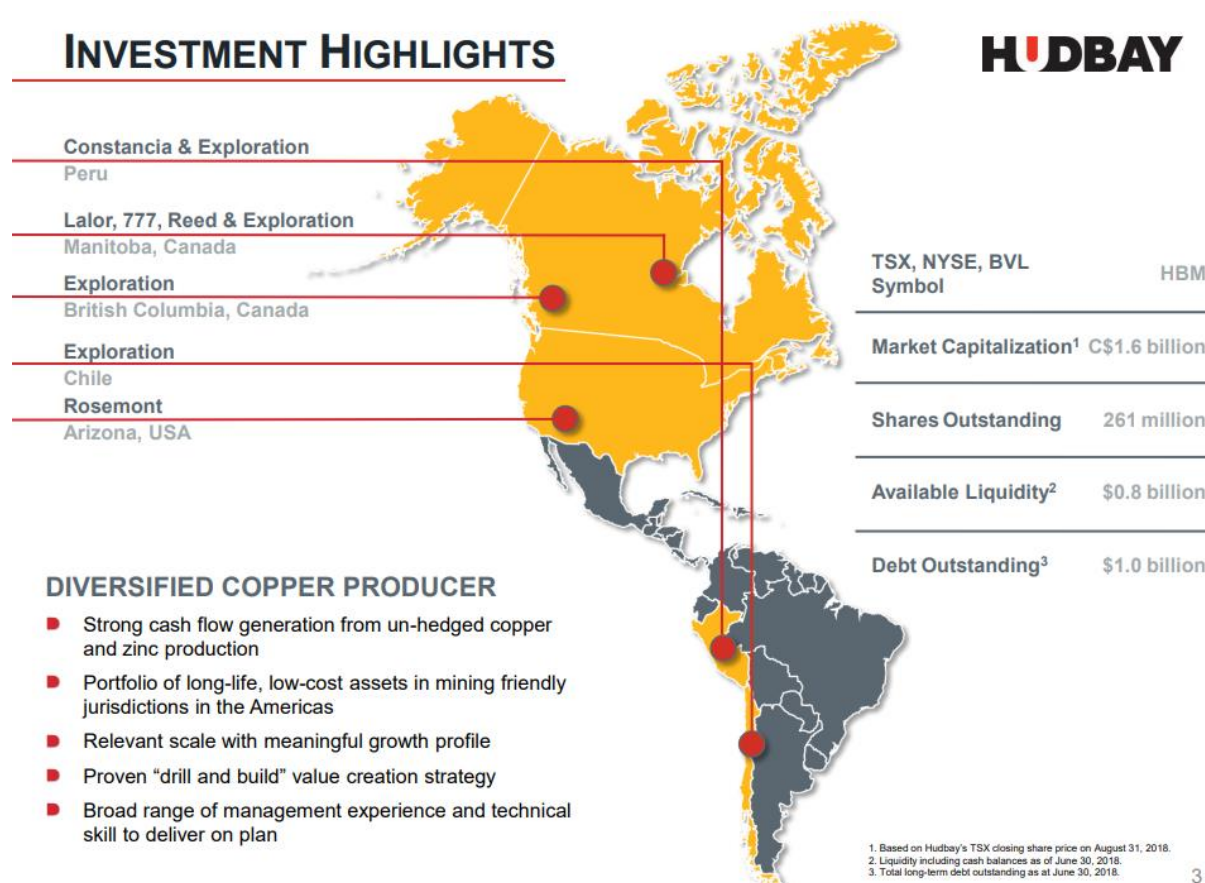 INVESTMENT HIGHLIGHTS
HUDBAY
Constancia & Exploration
Peru
Lalor, 777, Reed & Exploration
Manitoba, Canada
Exploration
British Columbia, Canada
Exploration
Chile
Rosemont
Arizona, USA
TSX, NYSE, BVL
Symbol
HBM
Market Capitalization¹ C$1.6 billion
Shares Outstanding 261 million
Available Liquidity² $0.8 billion
Debt Outstanding³ $1.0 billion
DIVERSIFIED COPPER PRODUCER
Strong cash flow generation from un-hedged copper
and zinc production
Portfolio of long-life, low-cost assets in mining friendly
jurisdictions in the Americas
Relevant scale with meaningful growth profile
Proven “drill and build” value creation strategy
Broad range of management experience and technical
skill to deliver on plan
1. Based on Hudbay's TSX closing share price on August 31, 2018.
2. Liquidity including cash balances as of June 30, 2018.
3. Total long-term debt outstanding as at June 30, 2018.
3